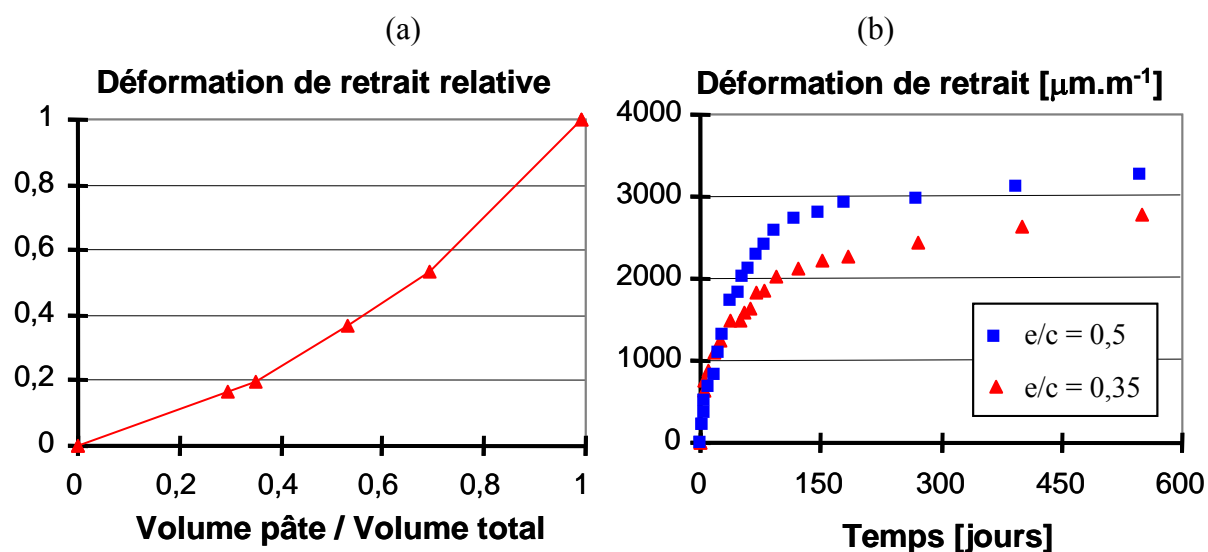 (a)
Déformation de retrait relative
1
0,8
0,6
0,4
0,2
0
0 0,2 0,4 0,6 0,8 1
Volume pâte / Volume total
(b)
Déformation de retrait [µm.m-1]
4000
3000
2000
1000
0
0 150 300 450 600
e/c = 0,5
e/c = 0,35
Temps [jours]